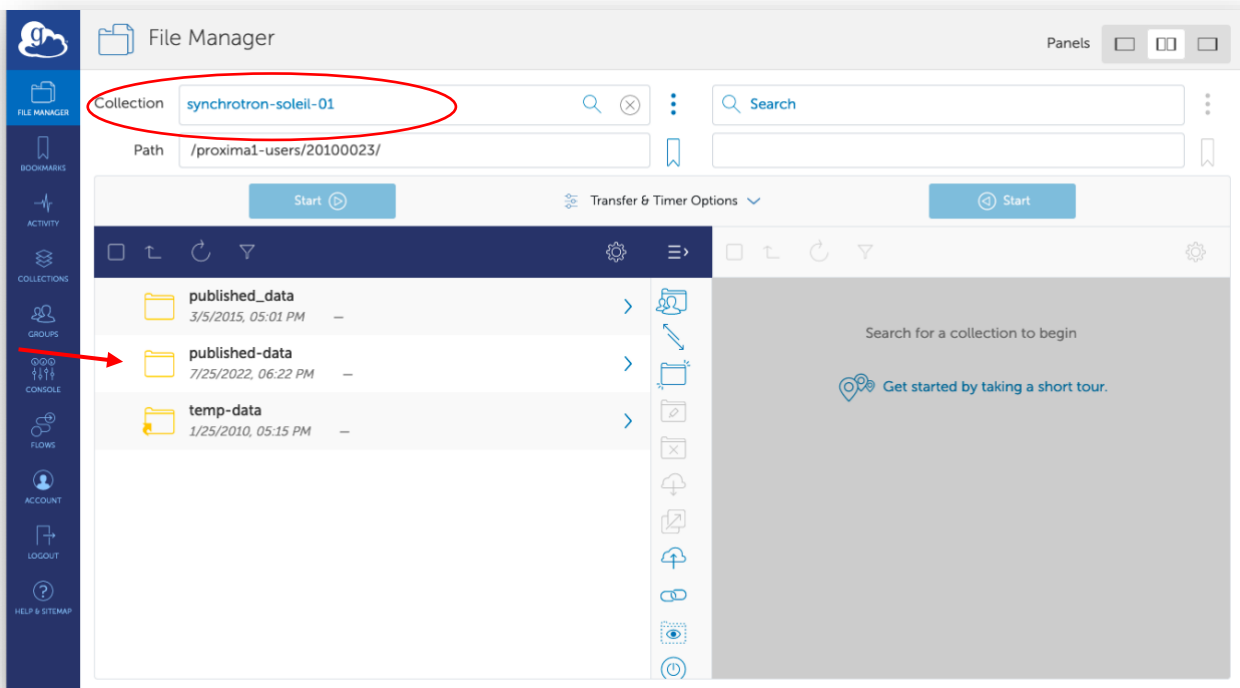 File Manager
Panels
FILE MANAGER
BOOKMARKS
ACTIVITY
COLLECTIONS
GROUPS
CONSOLE
FLOWS
ACCOUNT
LOGOUT
HELP & SITEMAP
Collection synchrotron-soleil-01
Search
Path /proxima1-users/20100023/
Start
Transfer & Timer Options
Start
published_data
3/5/2015, 05:01 PM —
published-data
7/25/2022, 06:22 PM —
temp-data
1/25/2010, 05:15 PM —
Search for a collection to begin
Get started by taking a short tour.